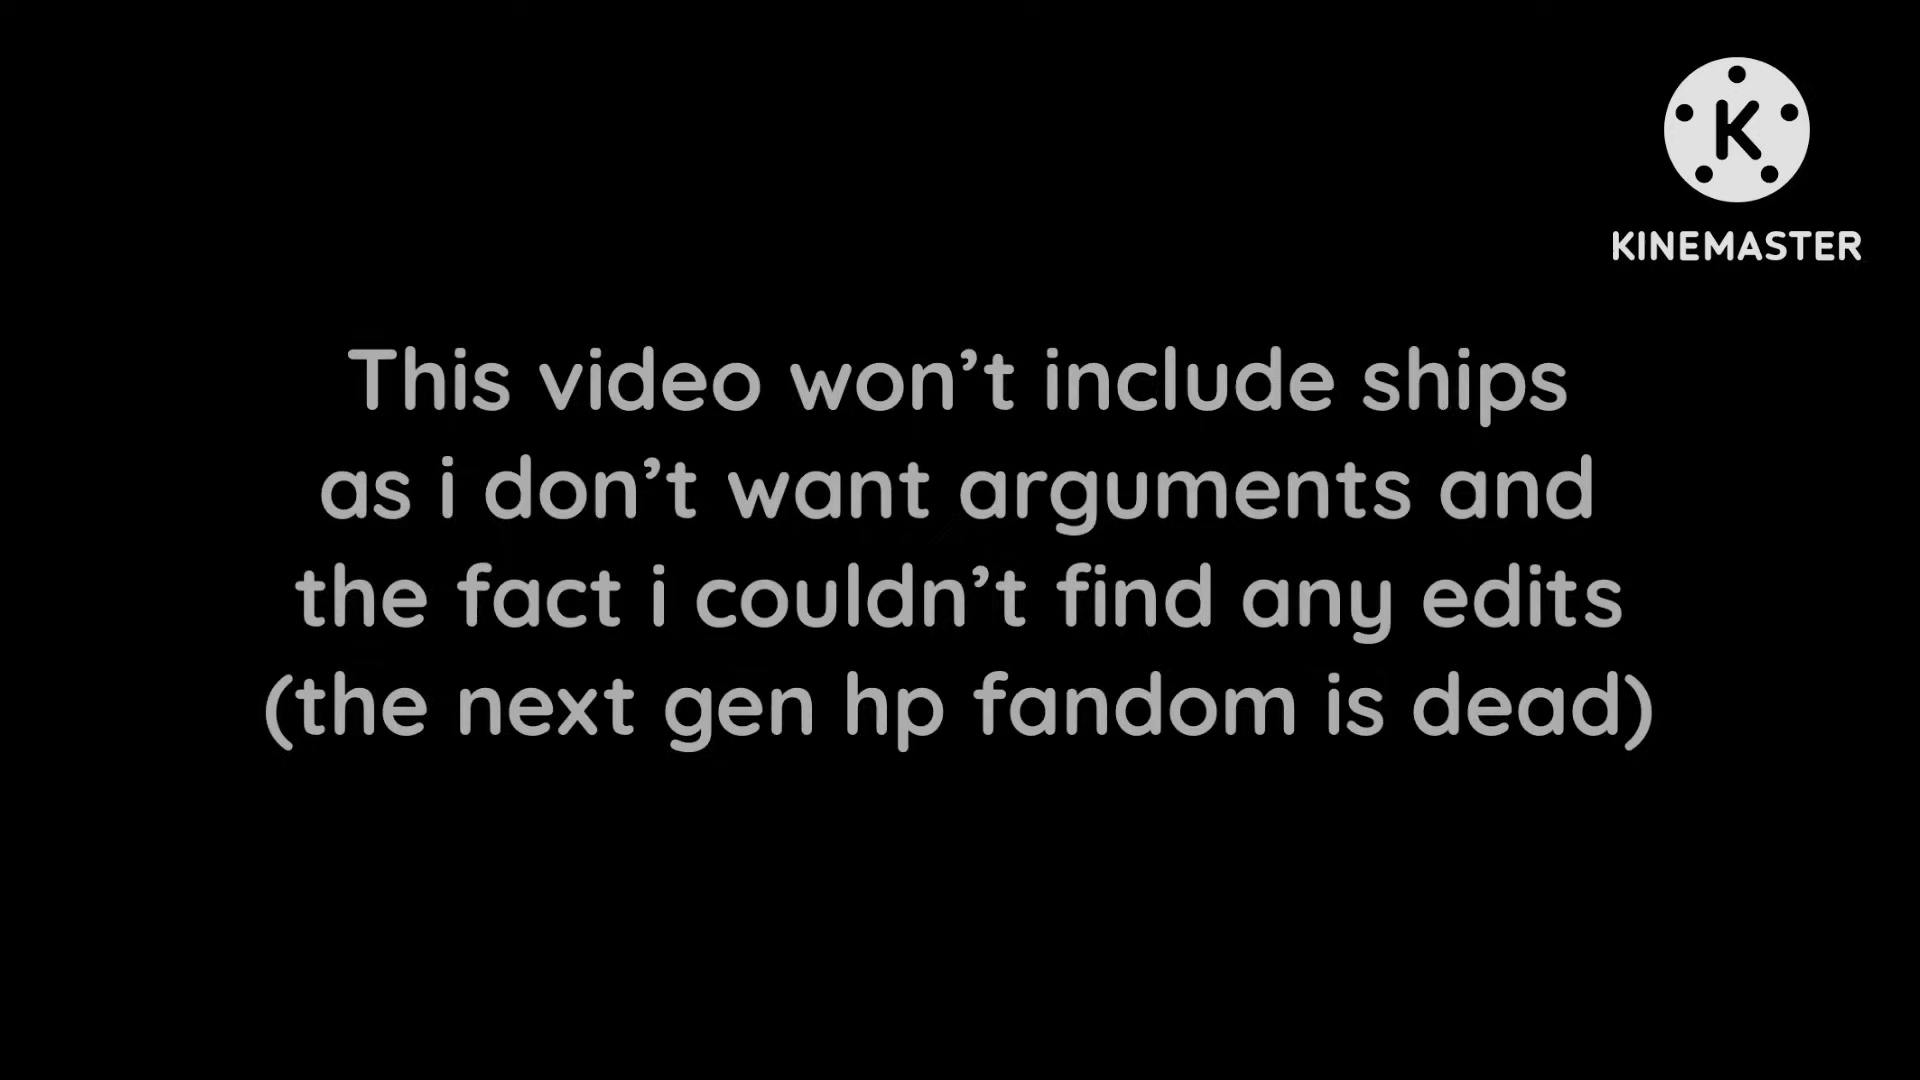 K
KINEMASTER
This video won’t include ships
as i don’t want arguments and
the fact i couldn’t find any edits
(the next gen hp fandom is dead)